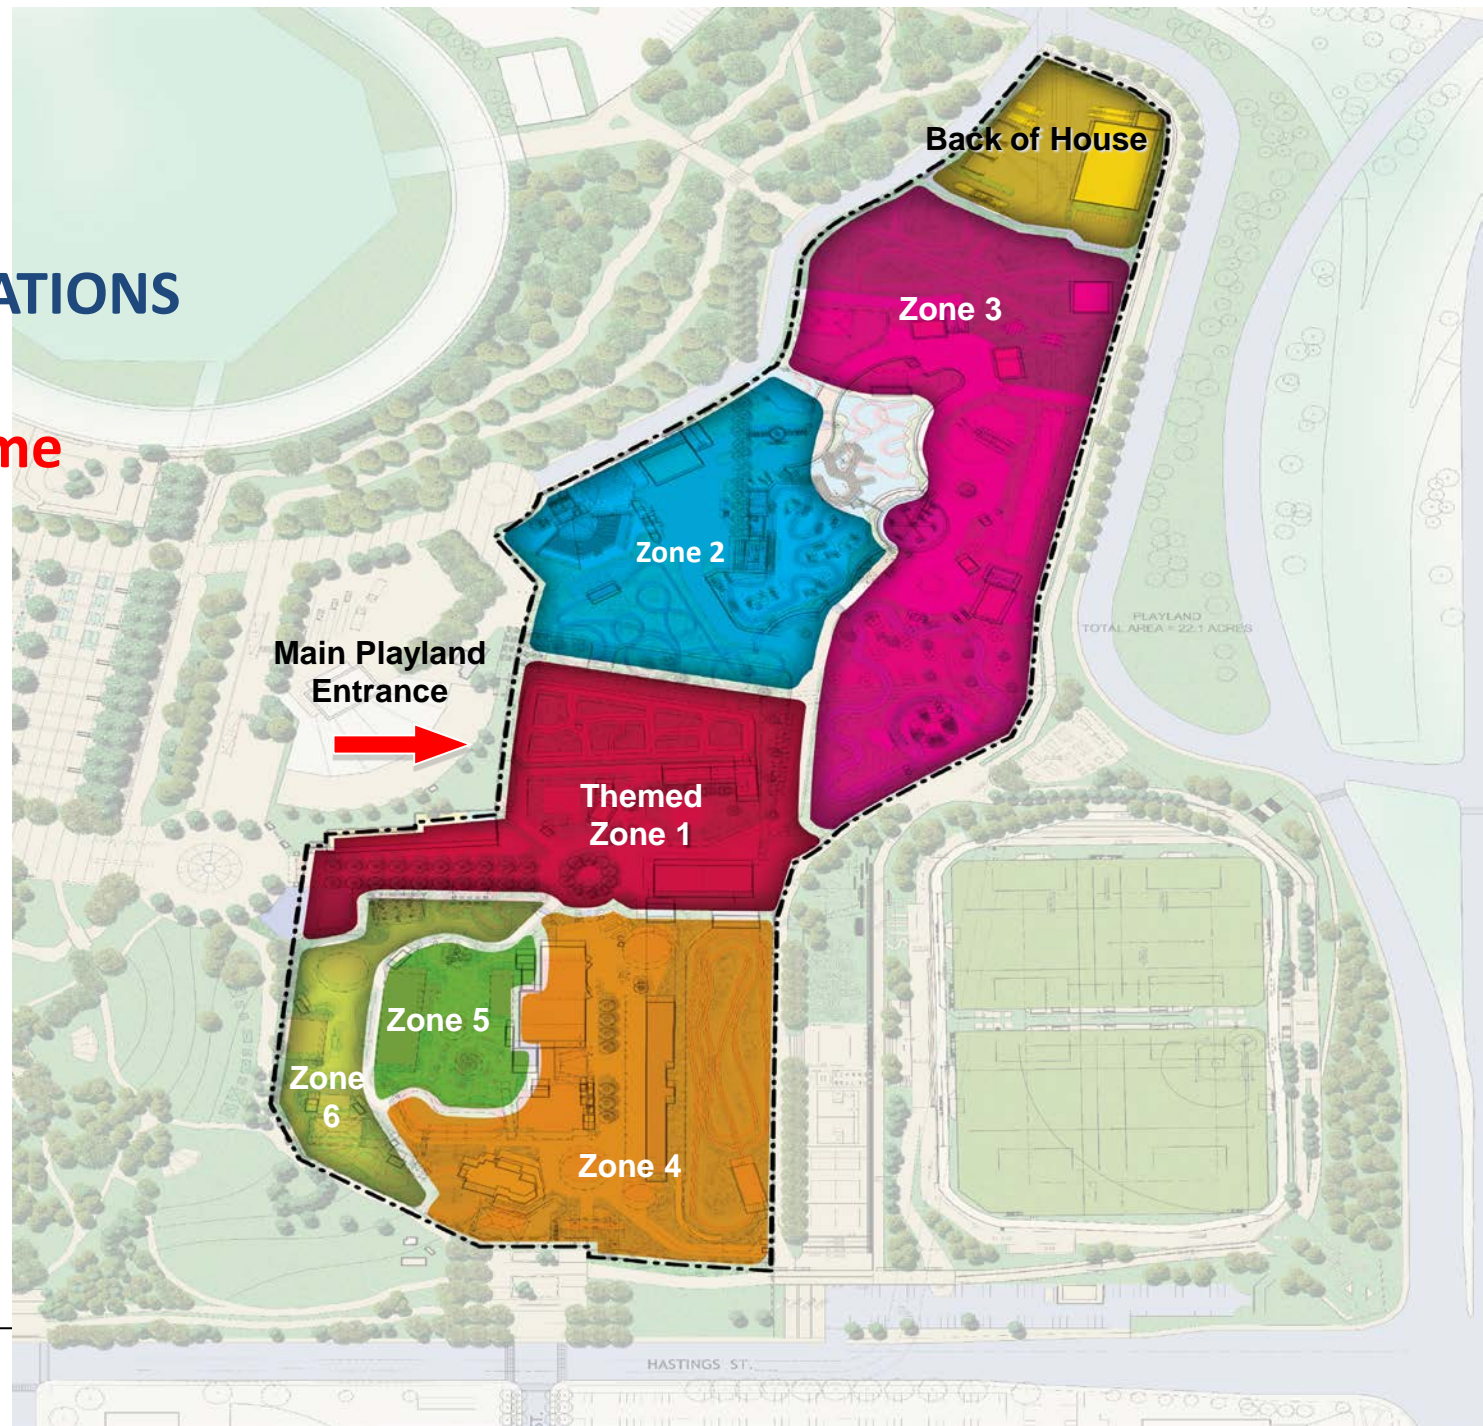 Back of House
ATIONS
Zone 3
me
Zone 2
PLAYLAND
TOTAL AREA = 22.1 ACRES
Main Playland
Entrance
Themed
Zone 1
Zone 5
Zone
6
Zone 4
HASTINGS ST.
ST.